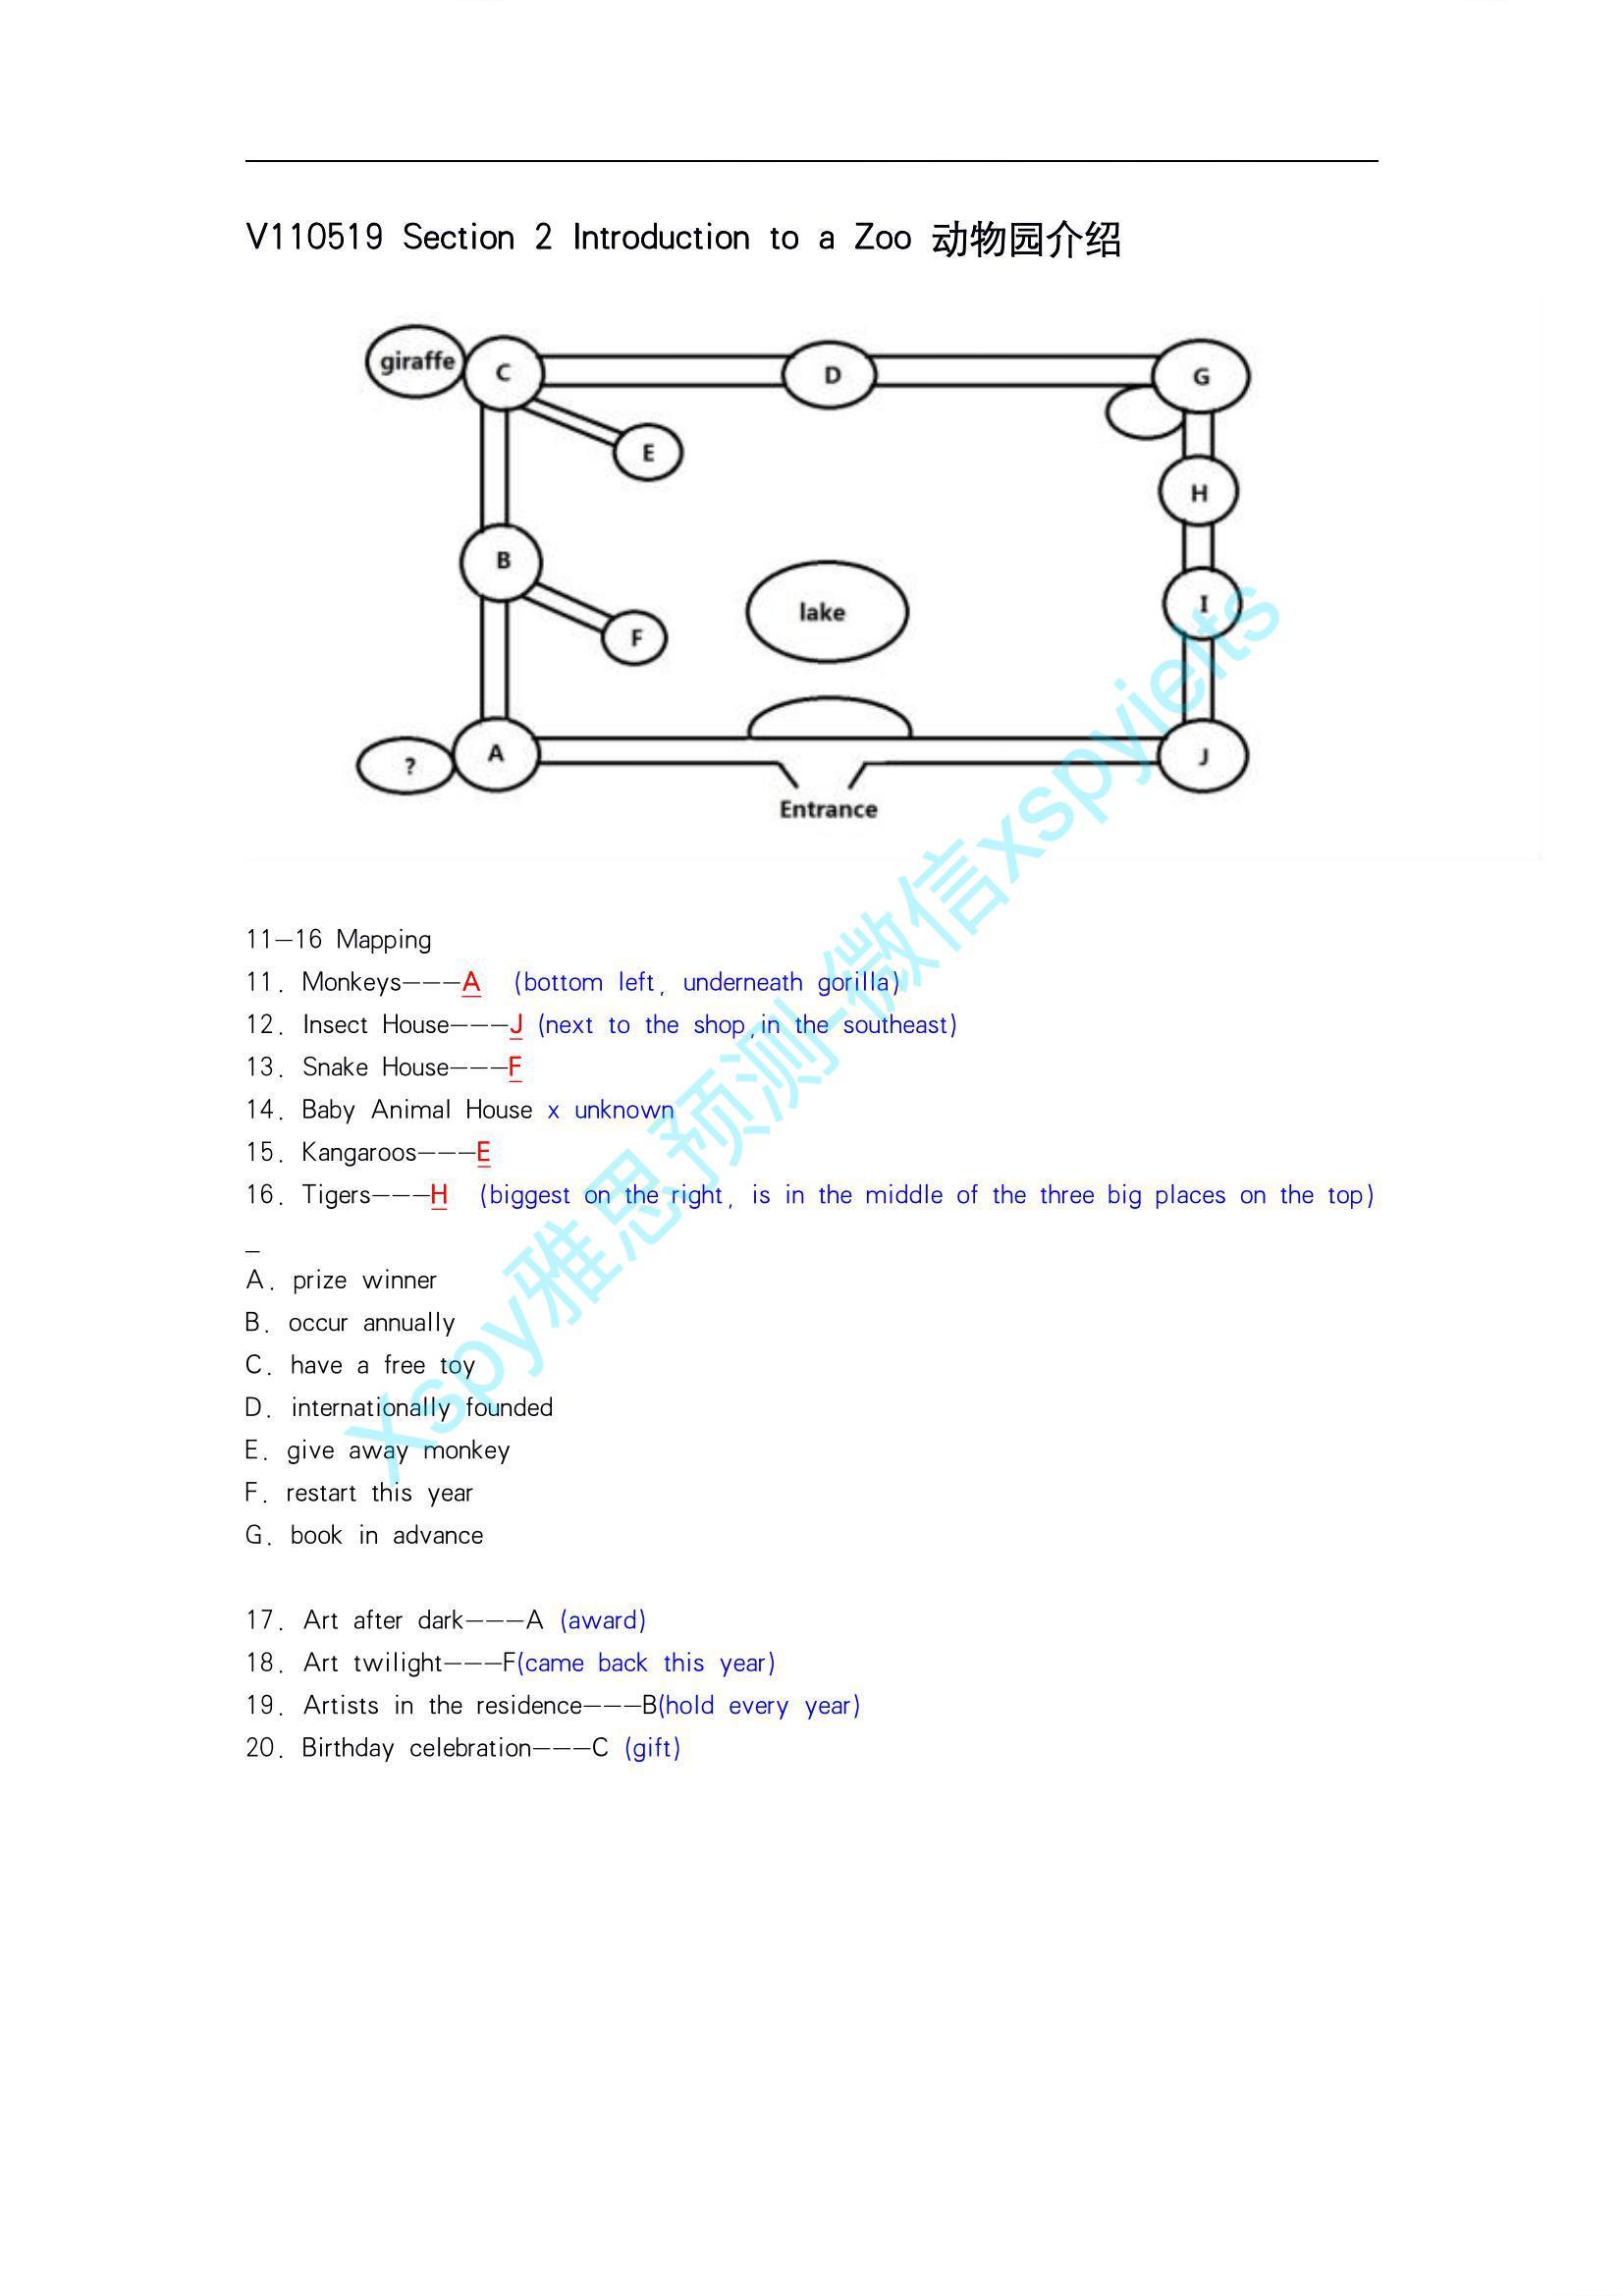 V110519 Section 2 Introduction to a Zoo 动物园介绍
giraffe
C
D
G
E
H
B
lake
I
F
?
A
J
Entrance
11-16 Mapping
11. Monkeys---A (bottom left, underneath gorilla)
12. Insect House---J (next to the shop,in the southeast)
13. Snake House---F
14. Baby Animal House x unknown
15. Kangaroos---E
16. Tigers---H (biggest on the right, is in the middle of the three big places on the top)
A. prize winner
B. occur annually
C. have a free toy
D. internationally founded
E. give away monkey
F. restart this year
G. book in advance
17. Art after dark---A (award)
18. Art twilight---F(came back this year)
19. Artists in the residence---B(hold every year)
20. Birthday celebration---C (gift)
Xspy雅思预测-微信xspyielts